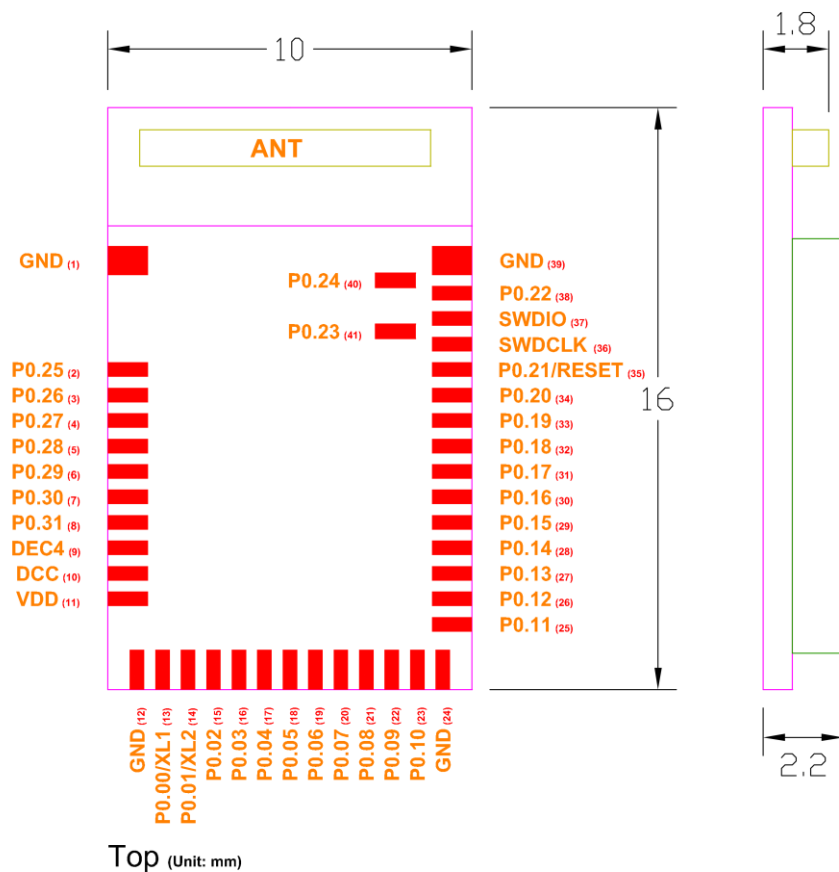 10
1.8
ANT
GND (1)
P0.24 (40)
GND (39)
P0.22 (38)
P0.23 (41)
SWDIO (37)
SWDCLK (36)
P0.25 (2)
P0.21/RESET (35)
P0.26 (3)
P0.20 (34)
16
P0.27 (4)
P0.19 (33)
P0.28 (5)
P0.18 (32)
P0.29 (6)
P0.17 (31)
P0.30 (7)
P0.16 (30)
P0.31 (8)
P0.15 (29)
DEC4 (9)
P0.14 (28)
DCC (10)
P0.13 (27)
VDD (11)
P0.12 (26)
P0.11 (25)
GND (12)
P0.00/XL1 (13)
P0.01/XL2 (14)
P0.02 (15)
P0.03 (16)
P0.04 (17)
P0.05 (18)
P0.06 (19)
P0.07 (20)
P0.08 (21)
P0.09 (22)
P0.10 (23)
GND (24)
2.2
Top (Unit: mm)